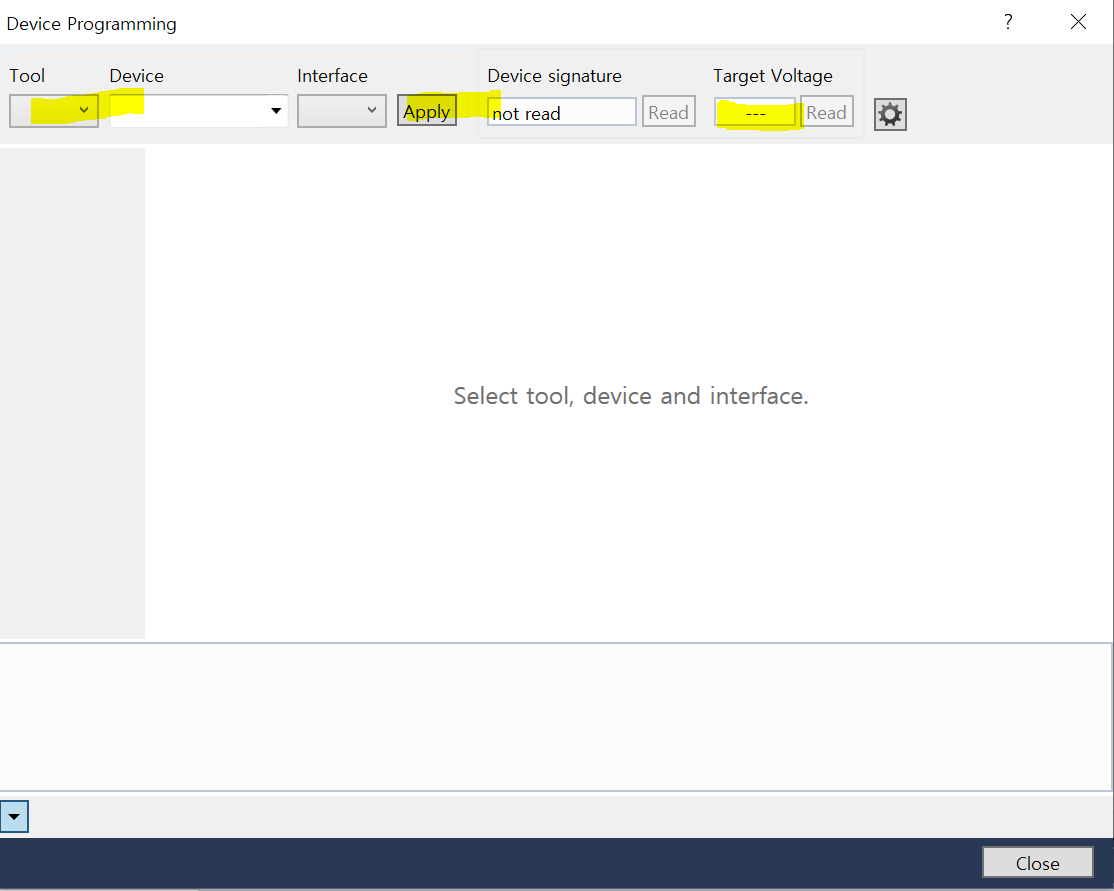 Device Programming ?
Tool Device Interface Device signature Target Voltage
Apply not read Read --- Read
Select tool, device and interface.
Close